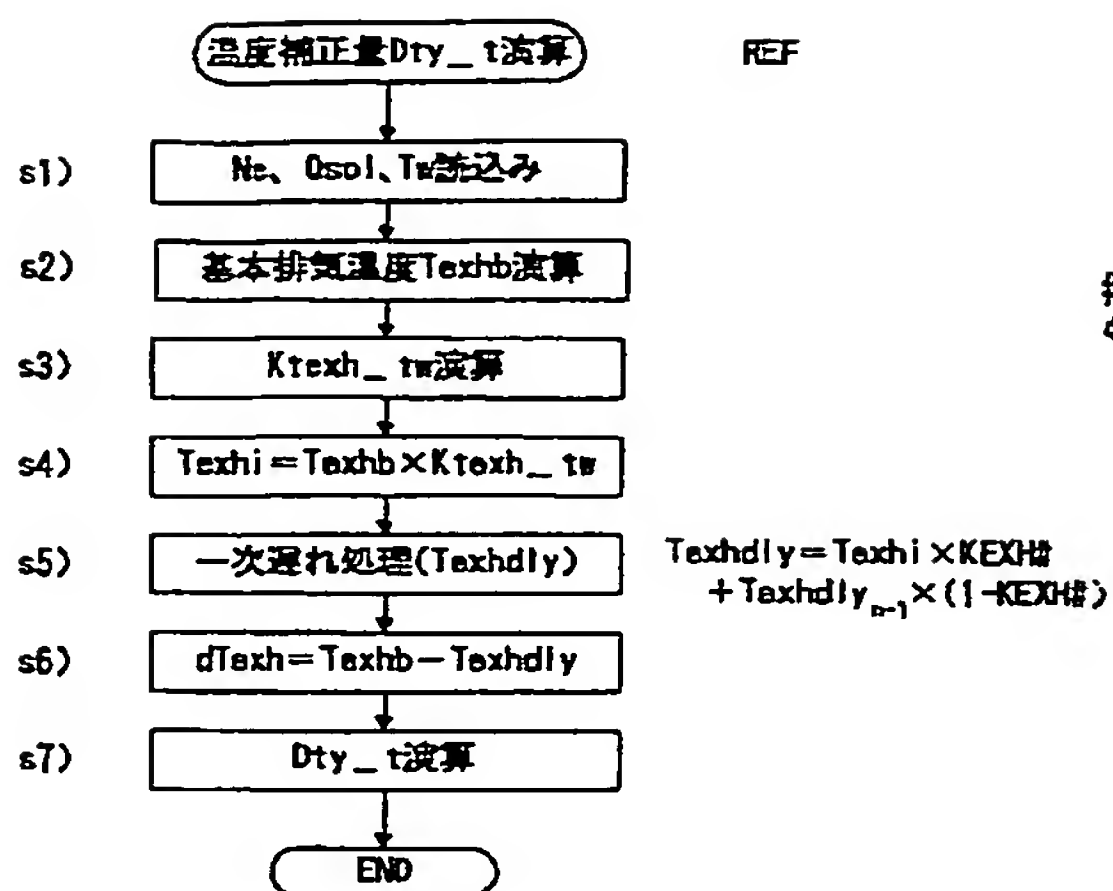 温度補正量Dty_t演算
REF
s1) Ne、Qsol、Tw読込み
s2) 基本排気温度Texhb演算
s3) Ktexh_tw演算
s4) Texhi=Texhb×Ktexh_tw
s5) 一次遅れ処理(Texhdly)
Texhdly=Texhi×KEXH#
+Texhdlyn-1×(1-KEXH#)
s6) dTexh=Texhb-Texhdly
s7) Dty_t演算
END